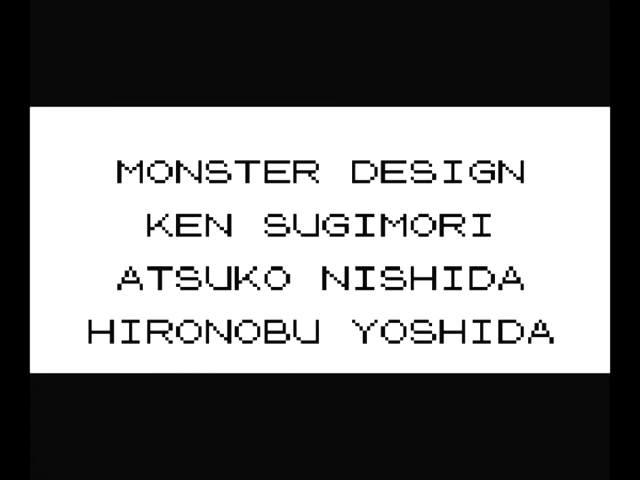 MONSTER DESIGN
KEN SUGIMORI
ATSUKO NISHIDA
HIRONOBU YOSHIDA